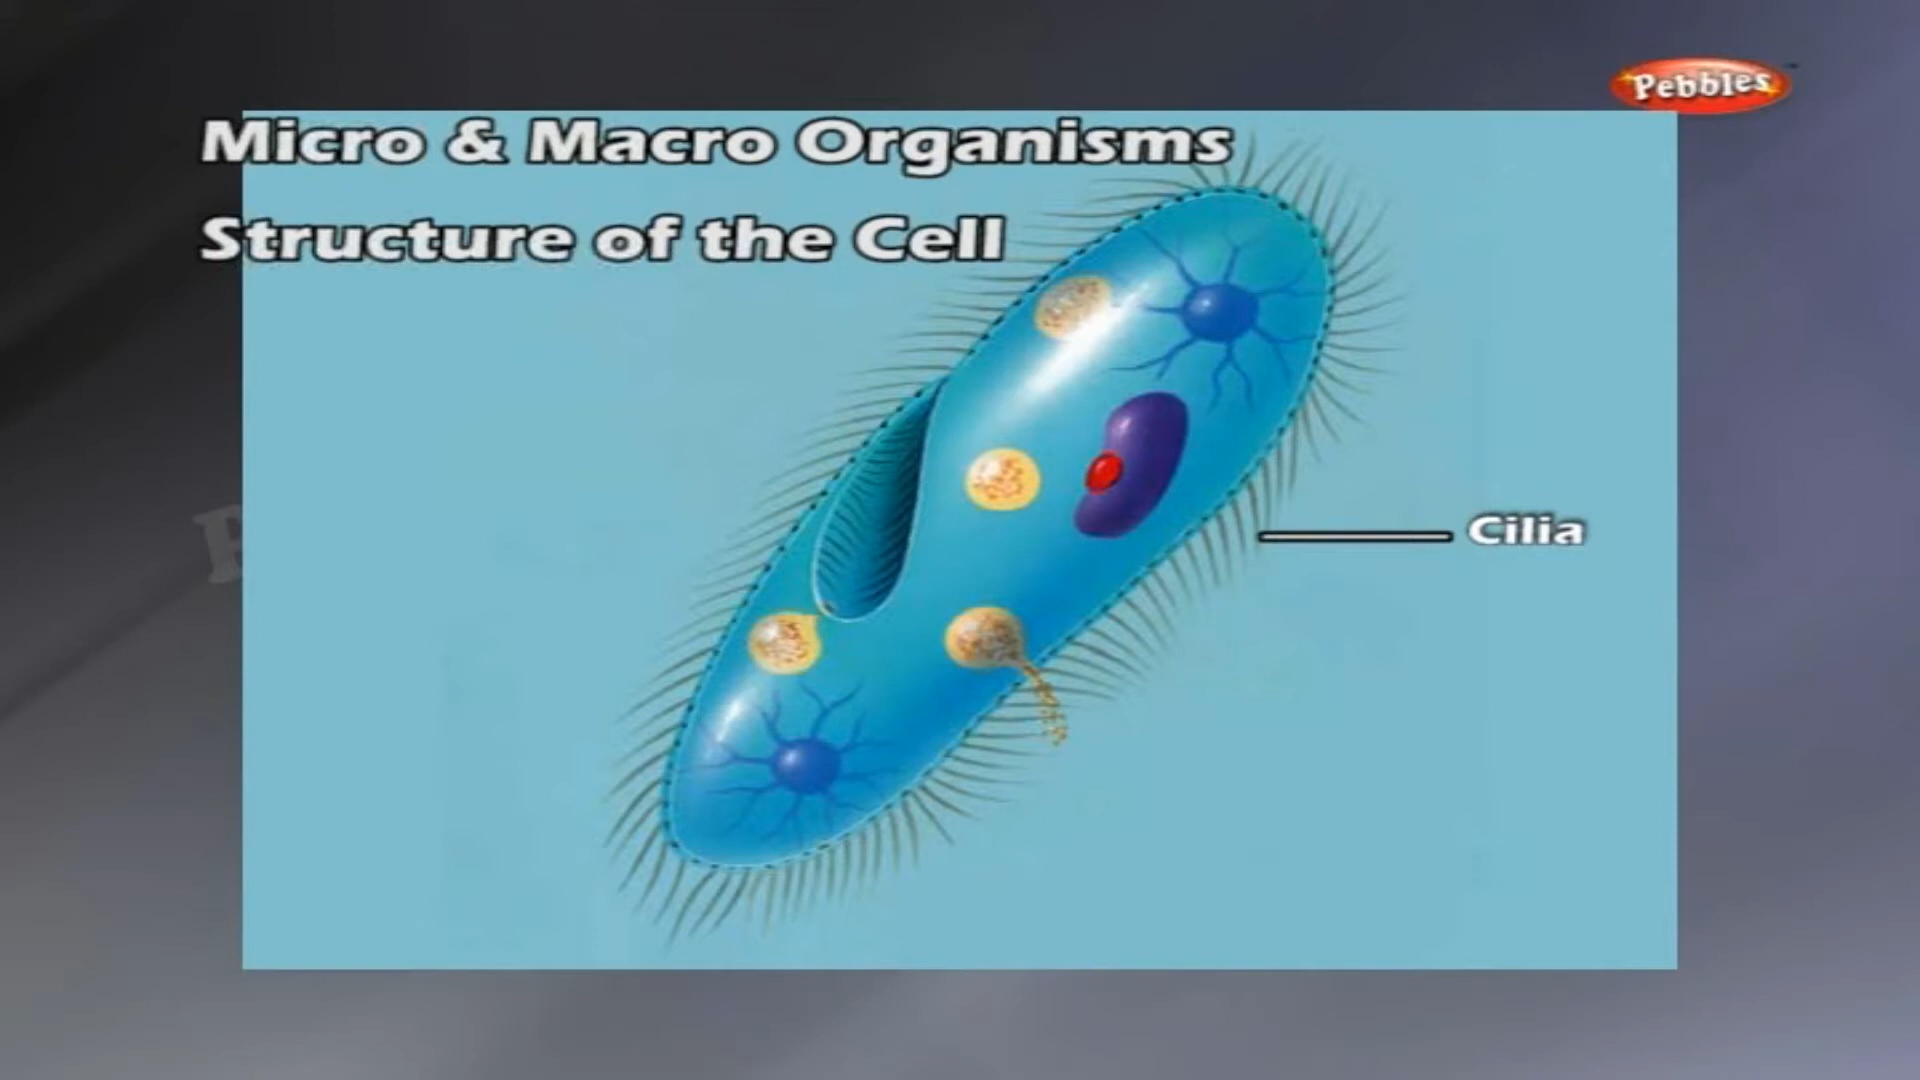 Pebbles
Micro & Macro Organisms
Structure of the Cell
Cilia